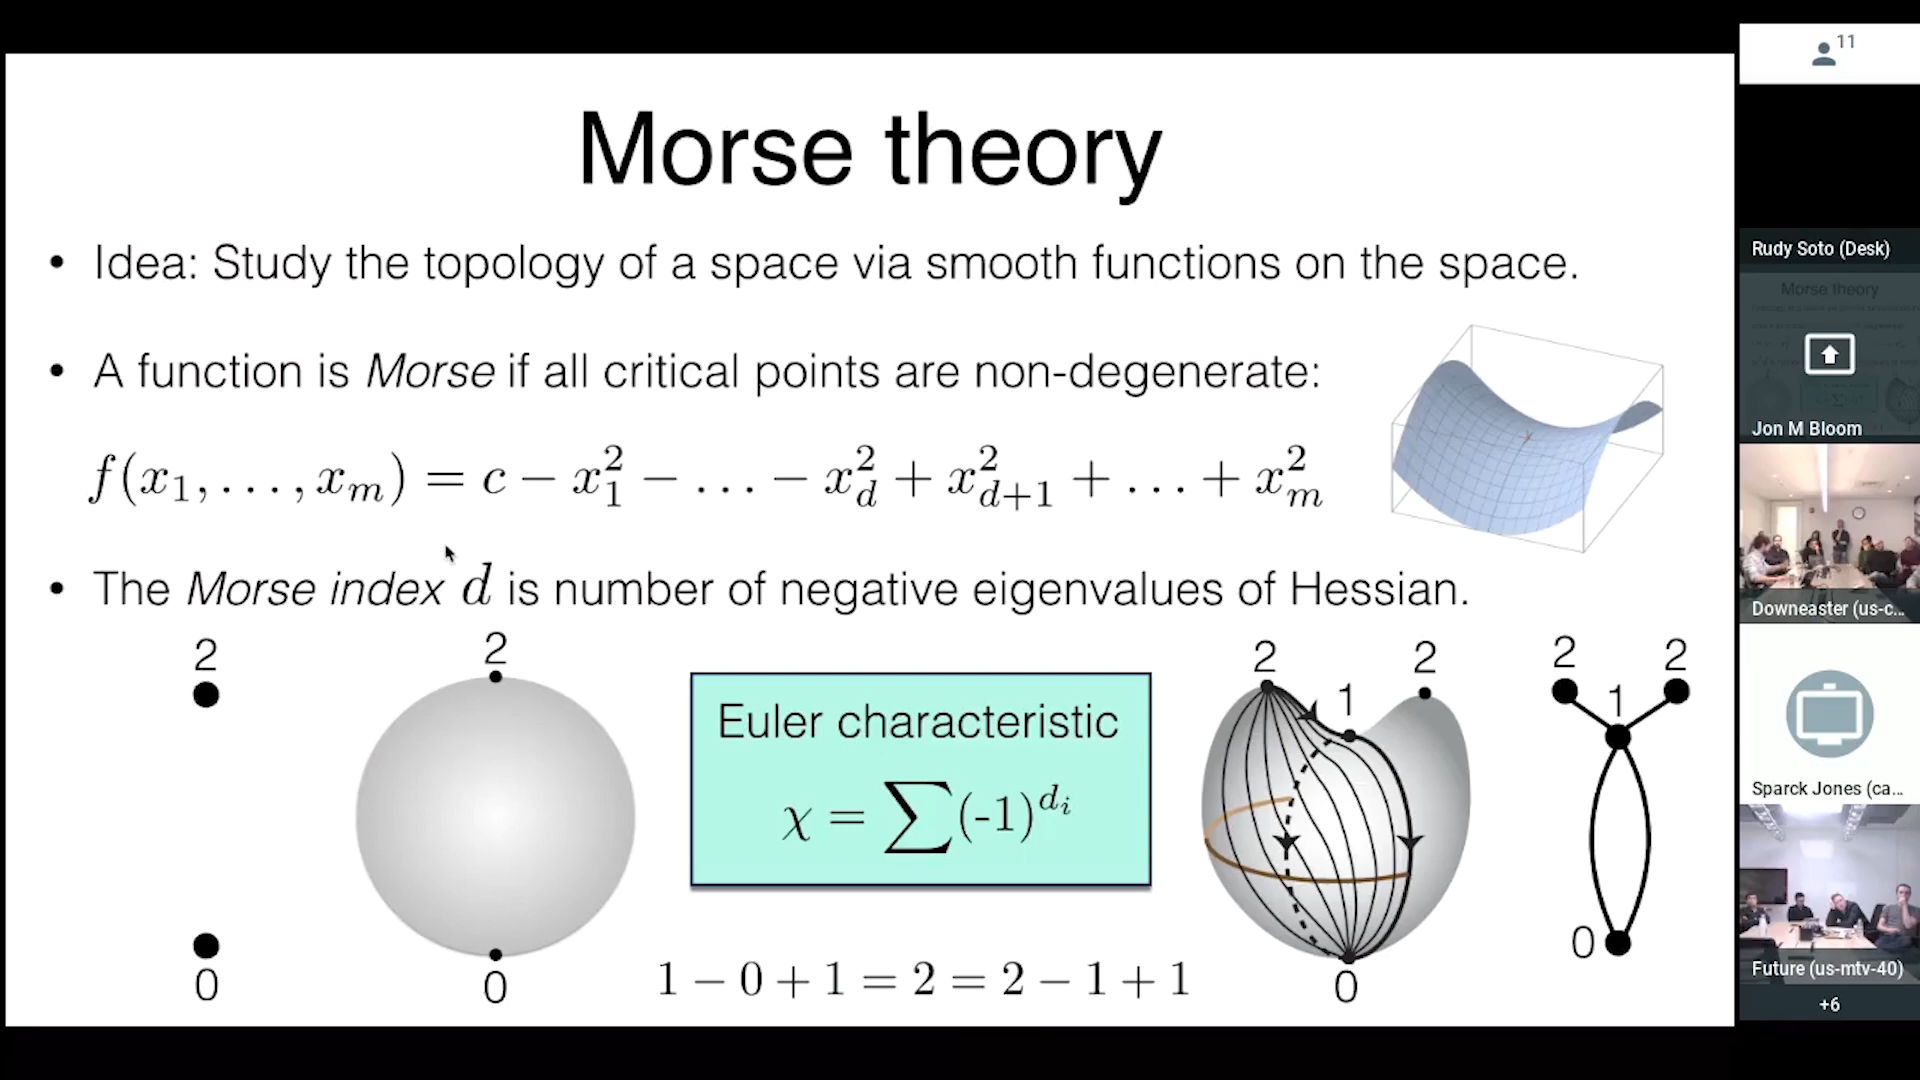 Morse theory
• Idea: Study the topology of a space via smooth functions on the space.
• A function is Morse if all critical points are non-degenerate:
f(x_1, ..., x_m) = c − x_1^2 − ... − x_d^2 + x_{d+1}^2 + ... + x_m^2
• The Morse index d is number of negative eigenvalues of Hessian.
2
0
2
0
Euler characteristic
χ = ∑(-1)^{d_i}
1 − 0 + 1 = 2 = 2 − 1 + 1
2
2
1
0
2
2
1
0
11
Rudy Soto (Desk)
Morse theory
Jon M Bloom
Downeaster (us-c...
Sparck Jones (ca...
Future (us-mtv-40)
+6